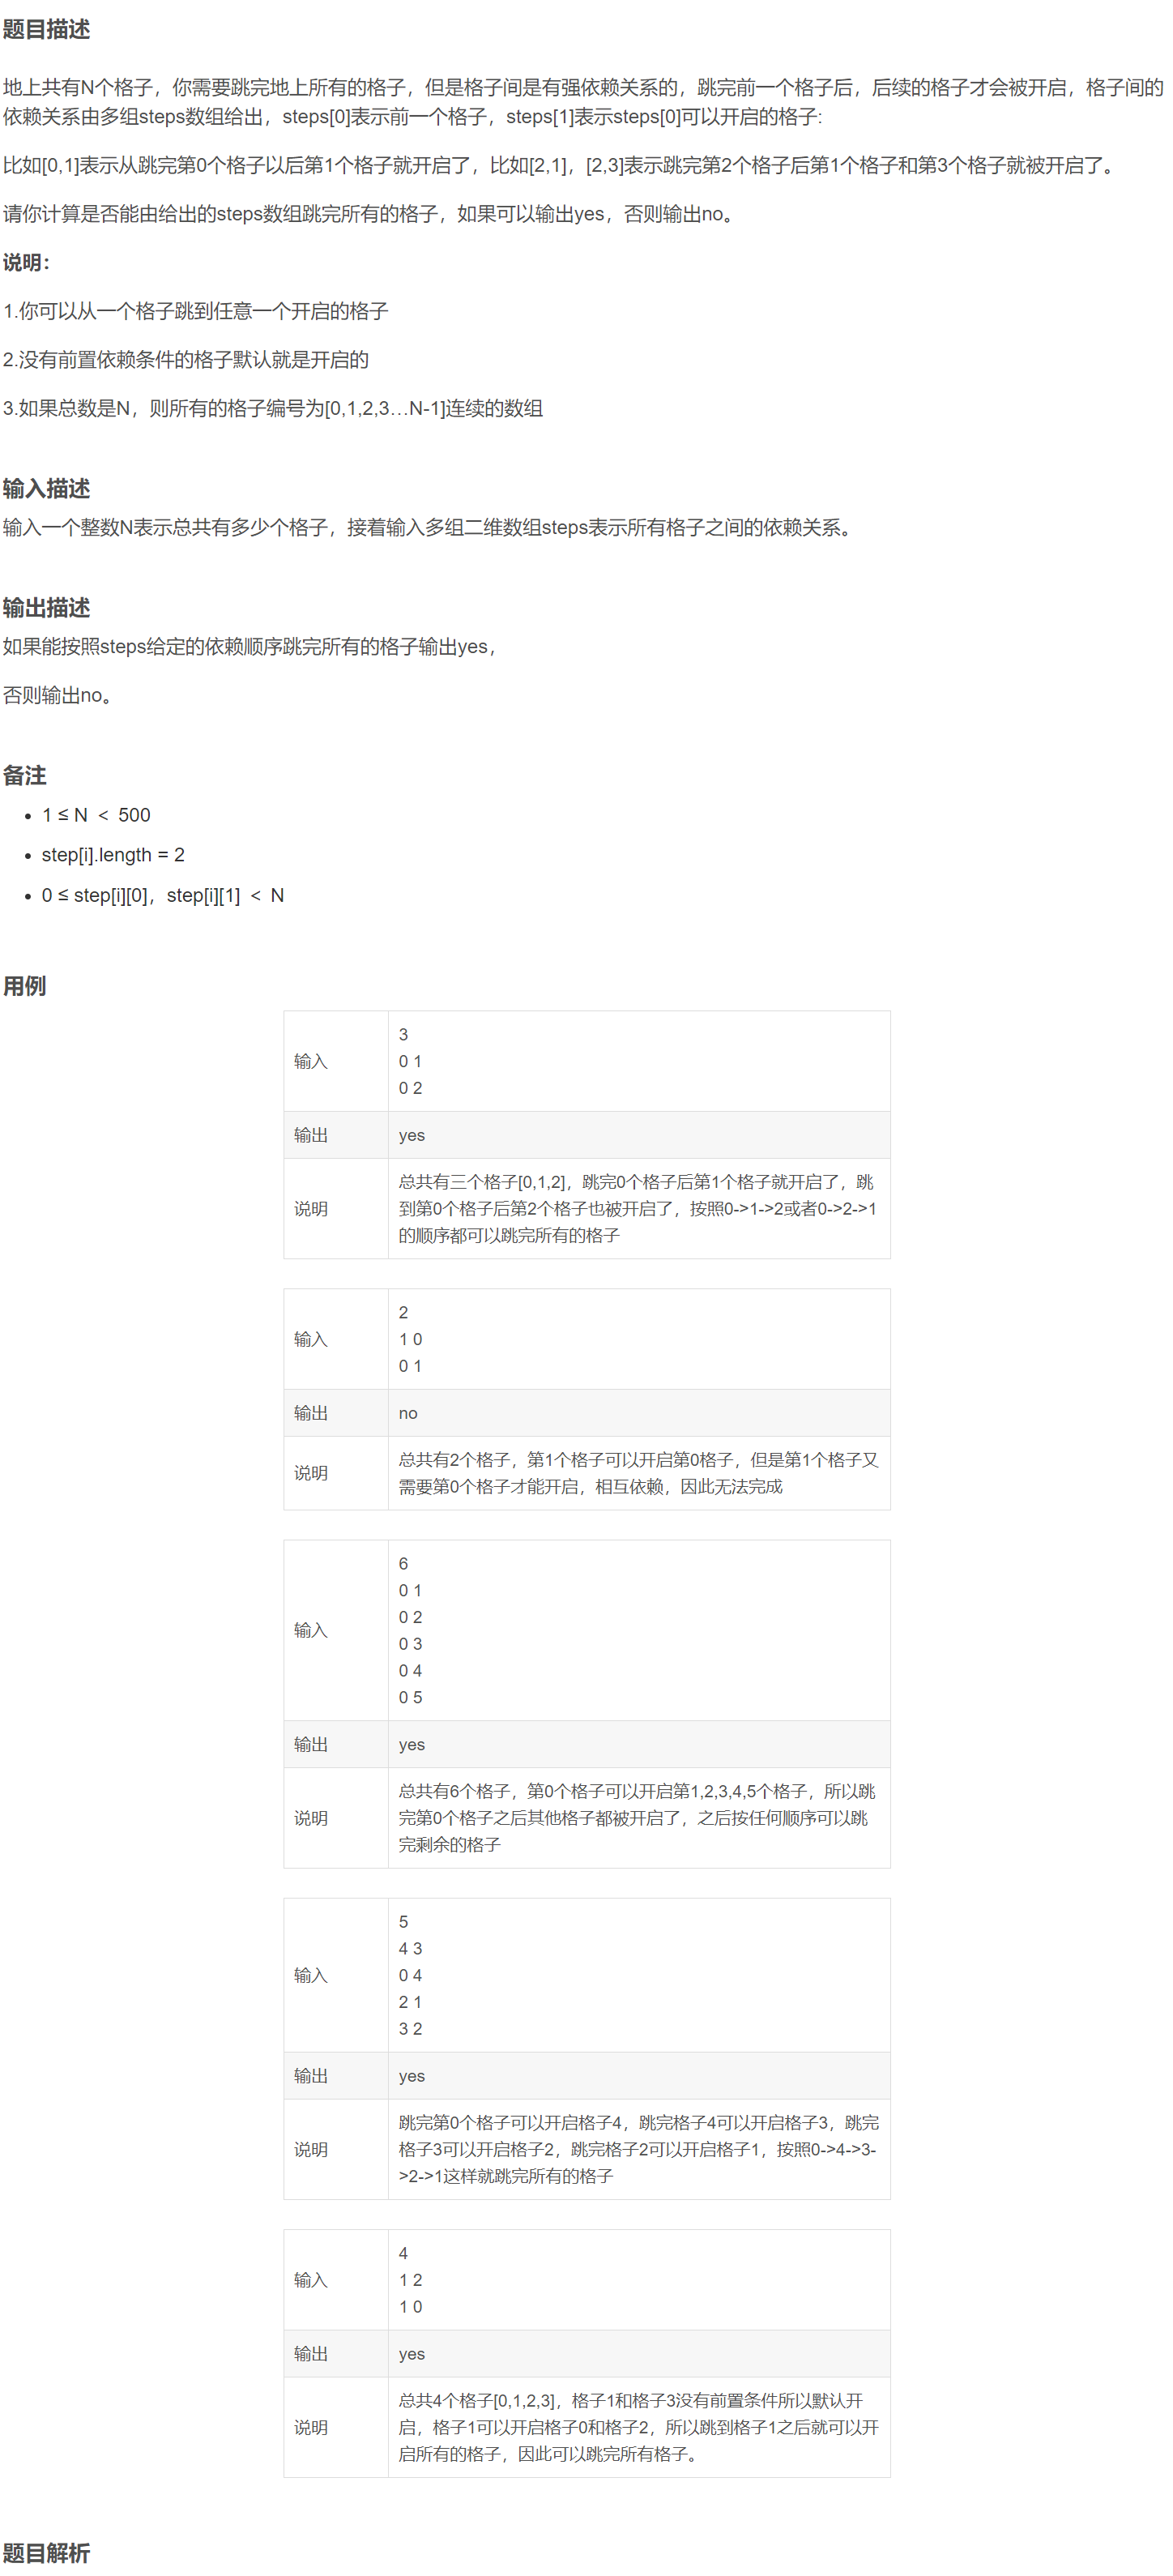 题目描述
地上共有N个格子，你需要跳完地上所有的格子，但是格子间是有强依赖关系的，跳完前一个格子后，后续的格子才会被开启，格子间的
依赖关系由多组steps数组给出，steps[0]表示前一个格子，steps[1]表示steps[0]可以开启的格子:
比如[0,1]表示从跳完第0个格子以后第1个格子就开启了，比如[2,1]，[2,3]表示跳完第2个格子后第1个格子和第3个格子就被开启了。
请你计算是否能由给出的steps数组跳完所有的格子，如果可以输出yes，否则输出no。
说明：
1.你可以从一个格子跳到任意一个开启的格子
2.没有前置依赖条件的格子默认就是开启的
3.如果总数是N，则所有的格子编号为[0,1,2,3…N-1]连续的数组
输入描述
输入一个整数N表示总共有多少个格子，接着输入多组二维数组steps表示所有格子之间的依赖关系。
输出描述
如果能按照steps给定的依赖顺序跳完所有的格子输出yes，
否则输出no。
备注
• 1 ≤ N ＜ 500
• step[i].length = 2
• 0 ≤ step[i][0]，step[i][1] ＜ N
用例
输入
3
0 1
0 2
输出
yes
说明
总共有三个格子[0,1,2]，跳完0个格子后第1个格子就开启了，跳
到第0个格子后第2个格子也被开启了，按照0->1->2或者0->2->1
的顺序都可以跳完所有的格子
输入
2
1 0
0 1
输出
no
说明
总共有2个格子，第1个格子可以开启第0格子，但是第1个格子又
需要第0个格子才能开启，相互依赖，因此无法完成
输入
6
0 1
0 2
0 3
0 4
0 5
输出
yes
说明
总共有6个格子，第0个格子可以开启第1,2,3,4,5个格子，所以跳
完第0个格子之后其他格子都被开启了，之后按任何顺序可以跳
完剩余的格子
输入
5
4 3
0 4
2 1
3 2
输出
yes
说明
跳完第0个格子可以开启格子4，跳完格子4可以开启格子3，跳完
格子3可以开启格子2，跳完格子2可以开启格子1，按照0->4->3-
>2->1这样就跳完所有的格子
输入
4
1 2
1 0
输出
yes
说明
总共4个格子[0,1,2,3]，格子1和格子3没有前置条件所以默认开
启，格子1可以开启格子0和格子2，所以跳到格子1之后就可以开
启所有的格子，因此可以跳完所有格子。
题目解析